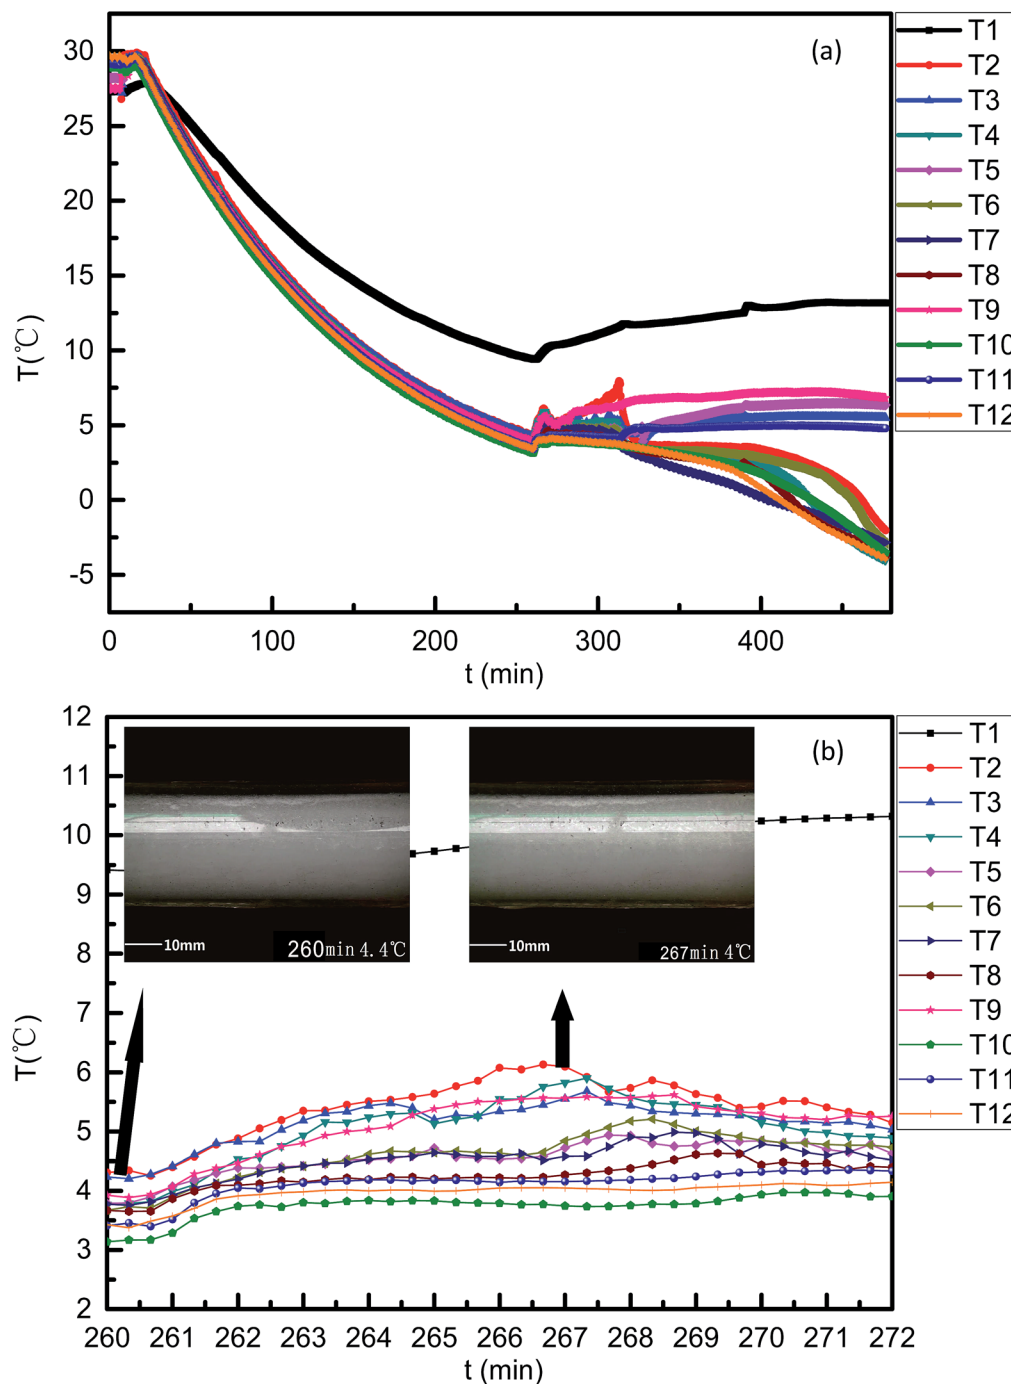 (a)
30
25
20
15
10
5
0
-5
T(℃)
0 100 200 300 400
t (min)
T1
T2
T3
T4
T5
T6
T7
T8
T9
T10
T11
T12
(b)
12
11
10
9
8
7
6
5
4
3
2
T(℃)
10mm
260min 4.4℃
10mm
267min 4℃
260 261 262 263 264 265 266 267 268 269 270 271 272
t (min)
T1
T2
T3
T4
T5
T6
T7
T8
T9
T10
T11
T12